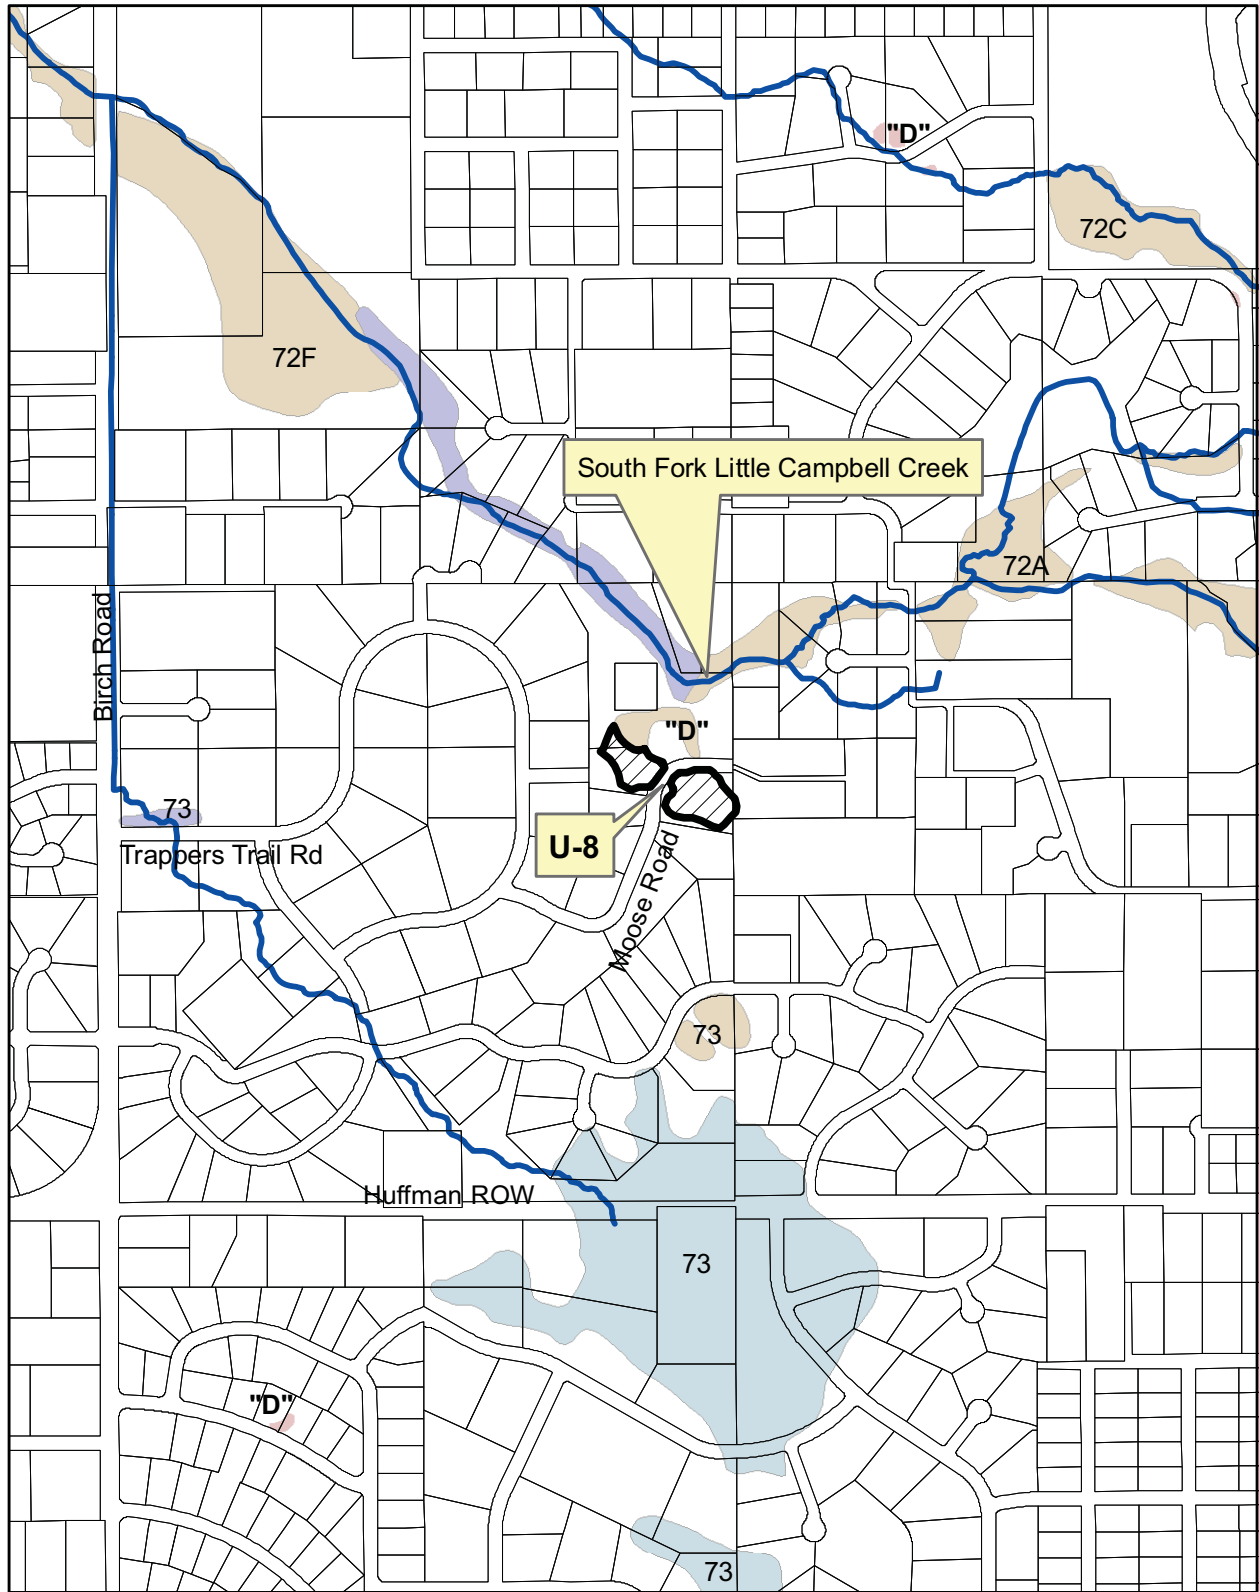 "D"
72C
72F
South Fork Little Campbell Creek
72A
Birch Road
"D"
73
U-8
Trappers Trail Rd
Moose Road
73
Huffman ROW
73
"D"
73